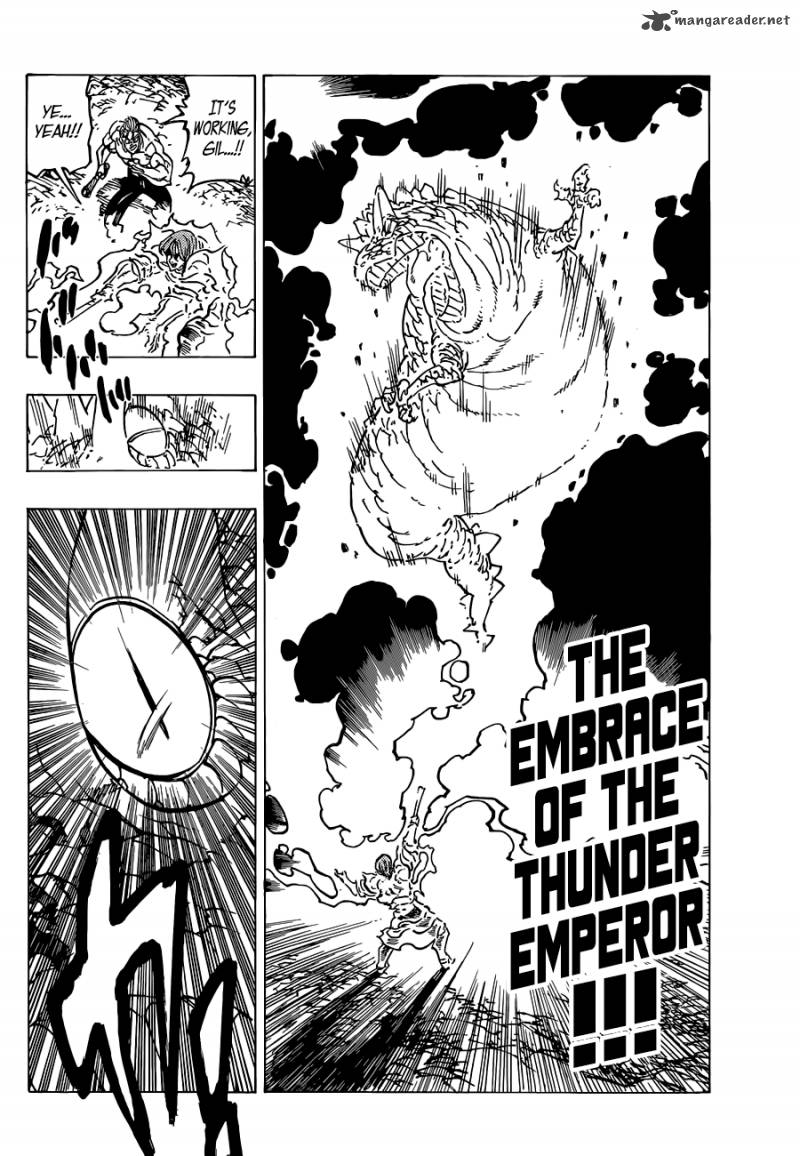 mangareader.net
THE
EMBRACE
OF THE
THUNDER
EMPEROR
!!!
IT'S
WORKING,
GIL...!!
YE...
YEAH!!